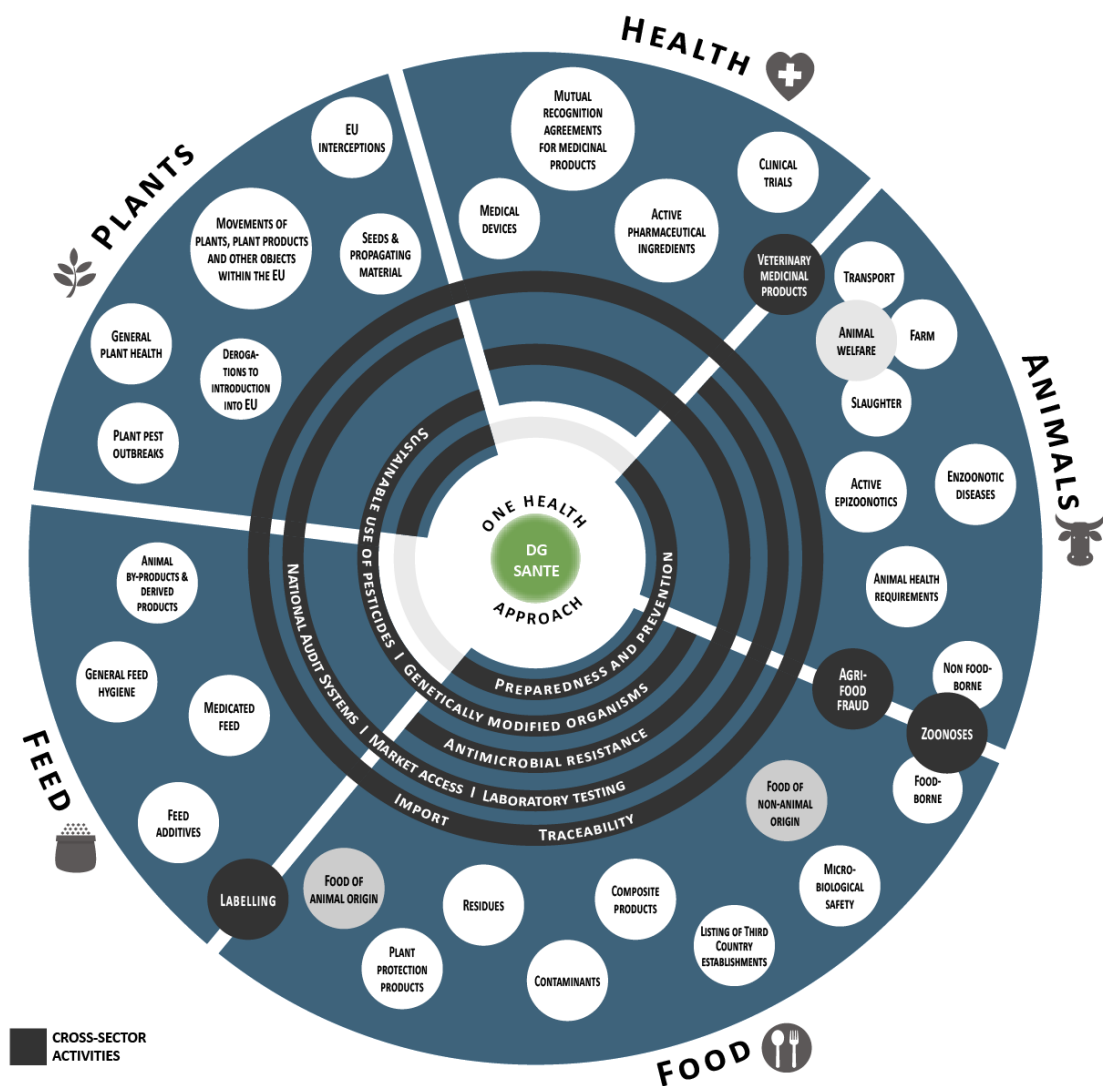 HEALTH
MUTUAL
RECOGNITION
AGREEMENTS
FOR MEDICINAL
PRODUCTS
CLINICAL
TRIALS
MEDICAL
DEVICES
ACTIVE
PHARMACEUTICAL
INGREDIENTS
VETERINARY
MEDICINAL
PRODUCTS
PLANTS
EU
INTERCEPTIONS
MOVEMENTS OF
PLANTS, PLANT PRODUCTS
AND OTHER OBJECTS
WITHIN THE EU
SEEDS &
PROPAGATING
MATERIAL
GENERAL
PLANT HEALTH
DEROGA-
TIONS TO
INTRODUCTION
INTO EU
PLANT PEST
OUTBREAKS
ANIMALS
TRANSPORT
ANIMAL
WELFARE
FARM
SLAUGHTER
ACTIVE
EPIZOONOTICS
ENZOONOTIC
DISEASES
ANIMAL HEALTH
REQUIREMENTS
NON FOOD-
BORNE
AGRI-
FOOD
FRAUD
ZOONOSES
FOOD-
BORNE
ONE HEALTH
DG
SANTE
APPROACH
SUSTAINABLE USE OF PESTICIDES I GENETICALLY MODIFIED ORGANISMS
PREPAREDNESS AND PREVENTION
ANTIMICROBIAL RESISTANCE
NATIONAL AUDIT SYSTEMS I MARKET ACCESS I LABORATORY TESTING
IMPORT
TRACEABILITY
FEED
ANIMAL
BY-PRODUCTS &
DERIVED
PRODUCTS
GENERAL FEED
HYGIENE
MEDICATED
FEED
FEED
ADDITIVES
LABELLING
FOOD
FOOD OF
ANIMAL ORIGIN
FOOD OF
NON-ANIMAL
ORIGIN
RESIDUES
COMPOSITE
PRODUCTS
MICRO-
BIOLOGICAL
SAFETY
PLANT
PROTECTION
PRODUCTS
CONTAMINANTS
LISTING OF THIRD
COUNTRY
ESTABLISHMENTS
CROSS-SECTOR
ACTIVITIES